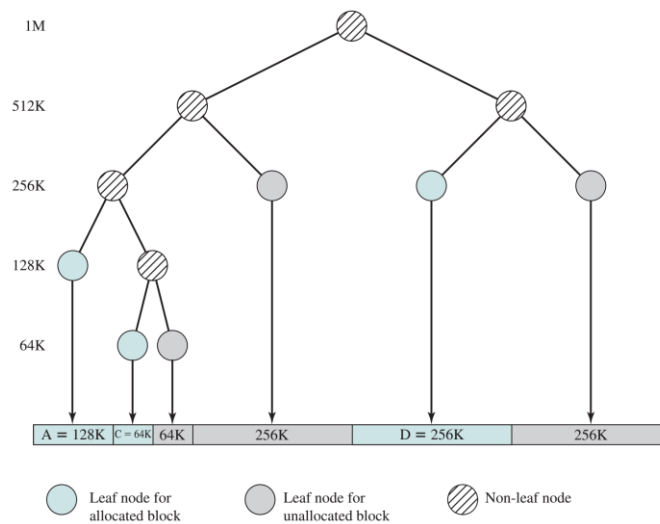 1M
512K
256K
128K
64K
A = 128K C = 64K 64K 256K D = 256K 256K
Leaf node for
allocated block
Leaf node for
unallocated block
Non-leaf node